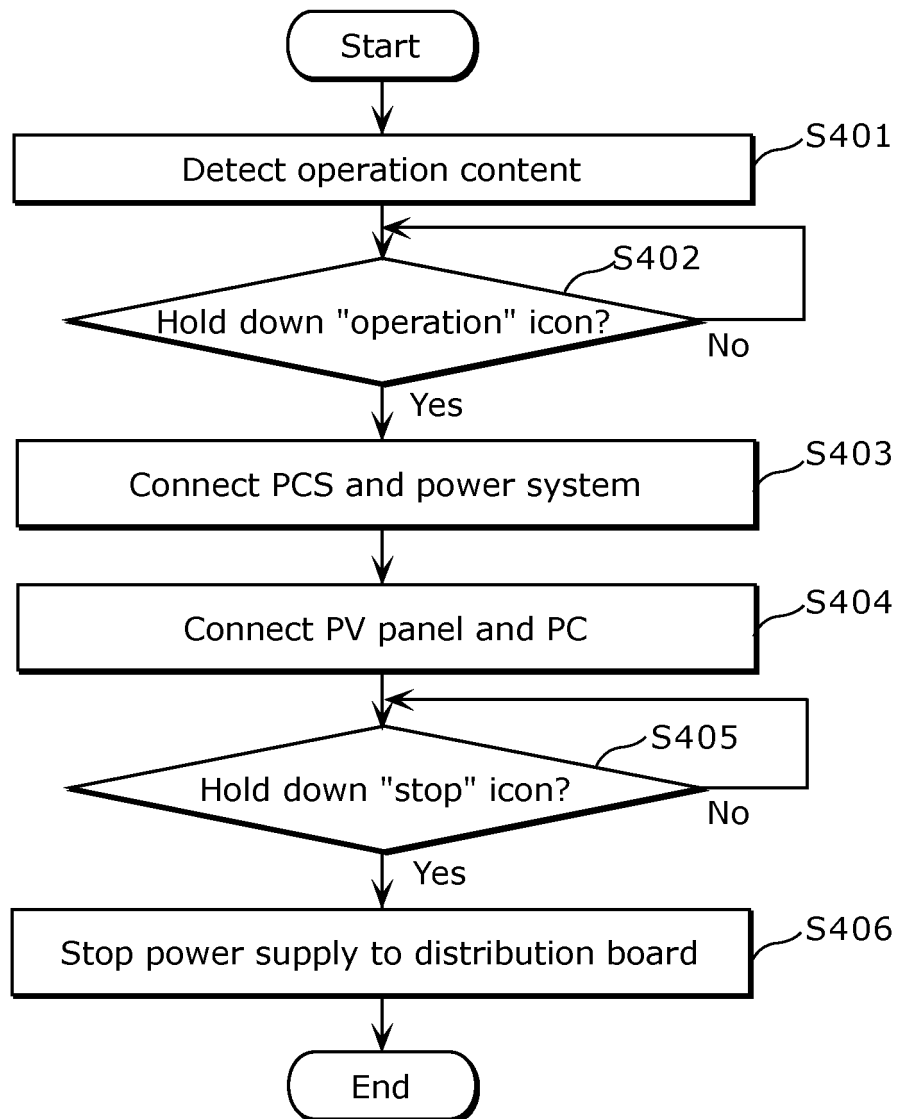 Start
S401
Detect operation content
S402
Hold down "operation" icon?
No
Yes
S403
Connect PCS and power system
S404
Connect PV panel and PC
S405
Hold down "stop" icon?
No
Yes
S406
Stop power supply to distribution board
End